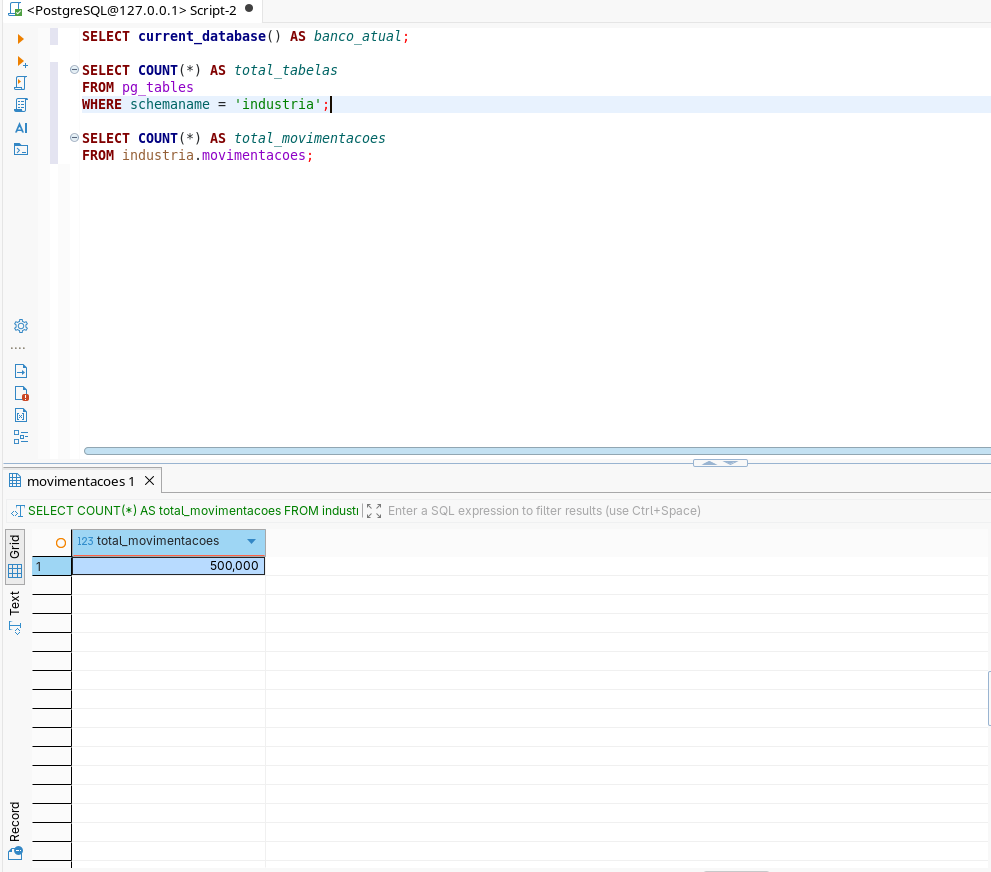 <PostgreSQL@127.0.0.1> Script-2
SELECT current_database() AS banco_atual;
SELECT COUNT(*) AS total_tabelas
FROM pg_tables
WHERE schemaname = 'industria';
AI
SELECT COUNT(*) AS total_movimentacoes
FROM industria.movimentacoes;
movimentacoes 1
SELECT COUNT(*) AS total_movimentacoes FROM industi
Enter a SQL expression to filter results (use Ctrl+Space)
Grid
123 total_movimentacoes
1 500,000
Text
Record